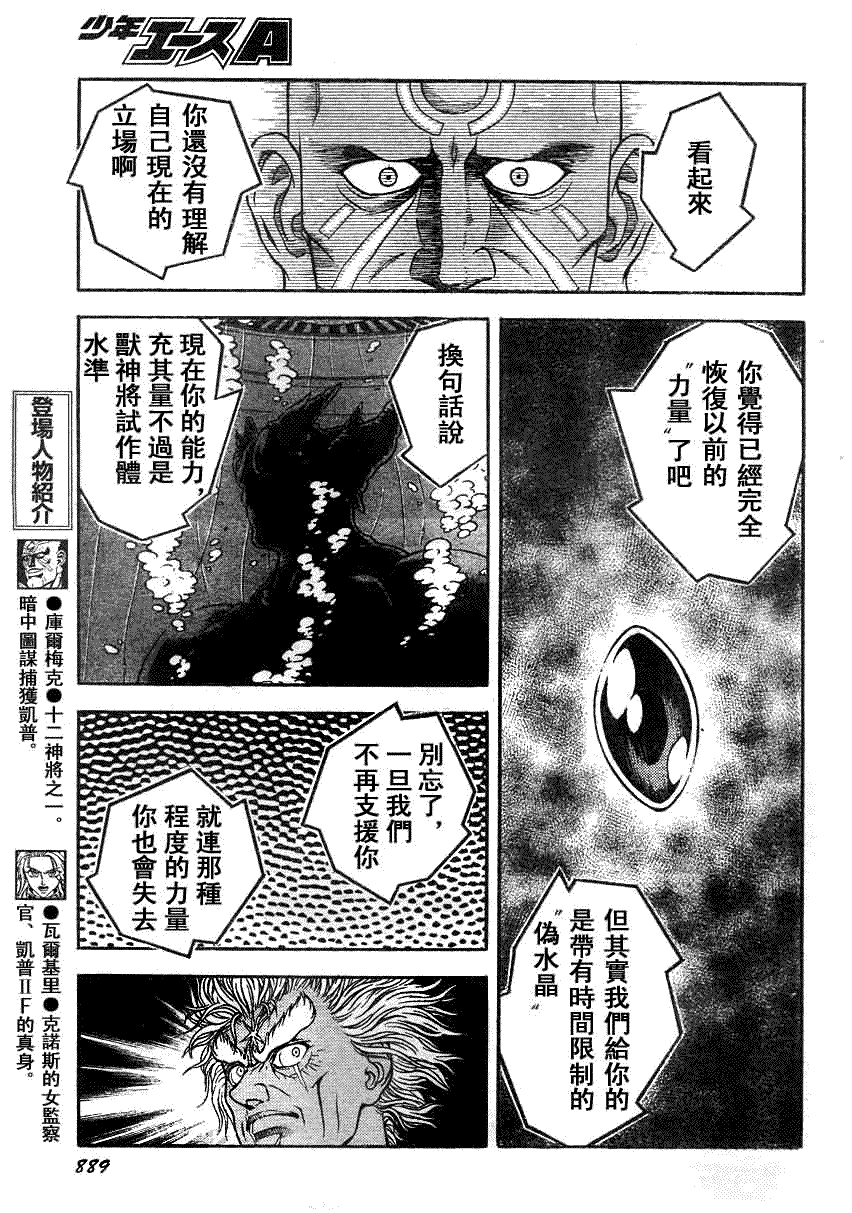 少年エースA
看起來
你還沒有理解
自己現在的
立場啊
你覺得已經完全
恢復以前的
〝力量〞了吧
但其實我們給你的
是帶有時間限制的
〝偽水晶〞
換句話說
現在你的能力，
充其量不過是
獸神將試作體
水準
別忘了，
一旦我們
不再支援你
就連那種
程度的力量
你也會失去
登場人物紹介
●庫爾梅克●十二神將之一。
暗中圖謀捕獲凱普。
●瓦爾基里●克諾斯的女監察
官、凱普ⅡF的真身。
889